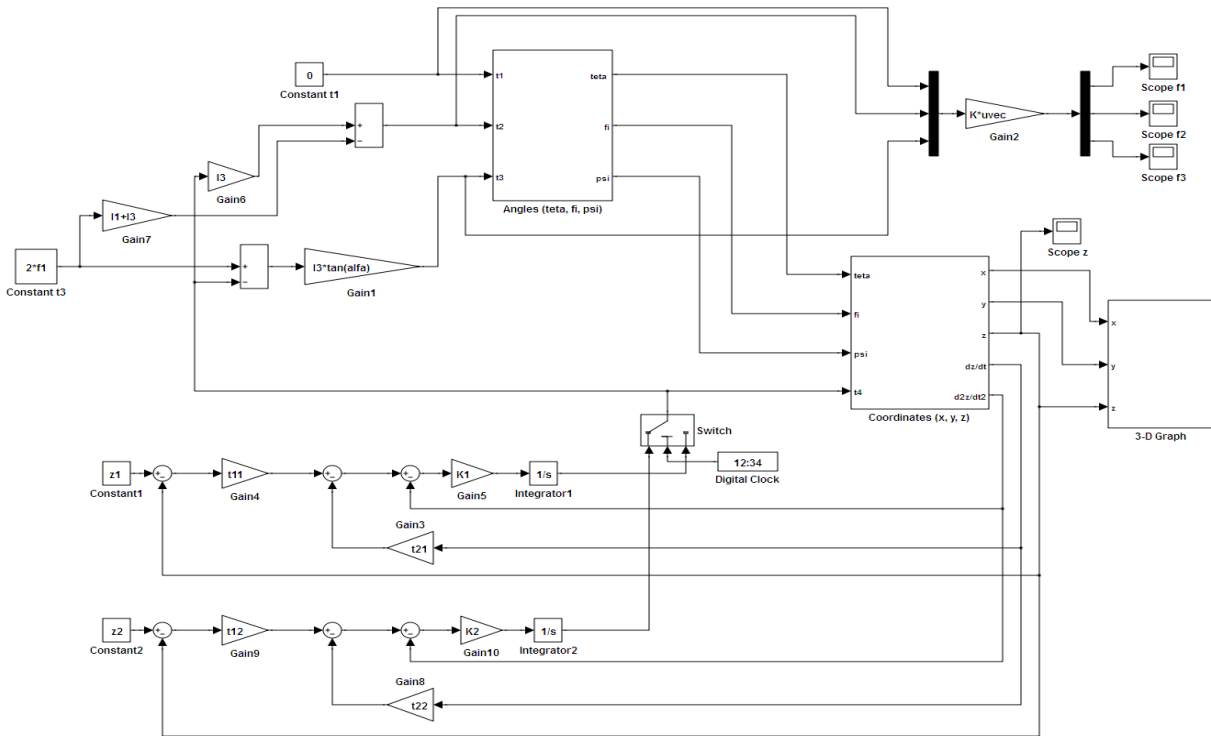 0
Constant t1
+
−
l3
Gain6
l1+l3
Gain7
2*f1
Constant t3
+
−
l3*tan(alfa)
Gain1
t1
t2
t3
teta
fi
psi
Angles (teta, fi, psi)
K*uvec
Gain2
Scope f1
Scope f2
Scope f3
Scope z
teta
fi
psi
t4
x
y
z
dz/dt
d2z/dt2
Coordinates (x, y, z)
x
y
z
3-D Graph
Switch
12:34
Digital Clock
z1
Constant1
+
−
t11
Gain4
+
−
+
−
K1
Gain5
1/s
Integrator1
Gain3
t21
z2
Constant2
+
−
t12
Gain9
+
−
+
−
K2
Gain10
1/s
Integrator2
Gain8
t22